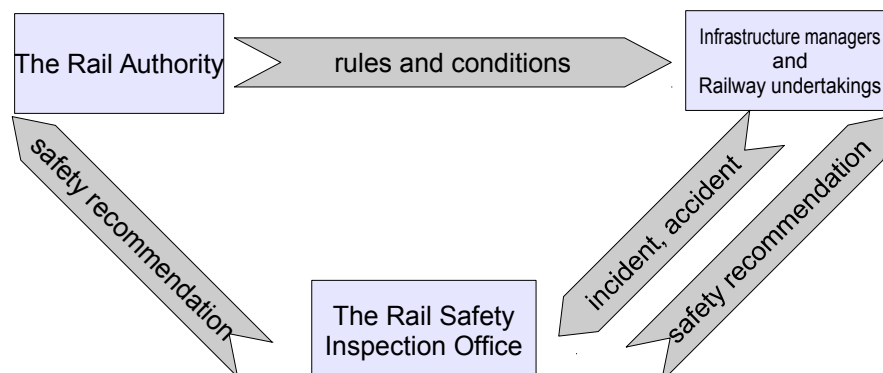 The Rail Authority
rules and conditions
Infrastructure managers
and
Railway undertakings
safety recommendation
incident, accident
safety recommendation
The Rail Safety
Inspection Office